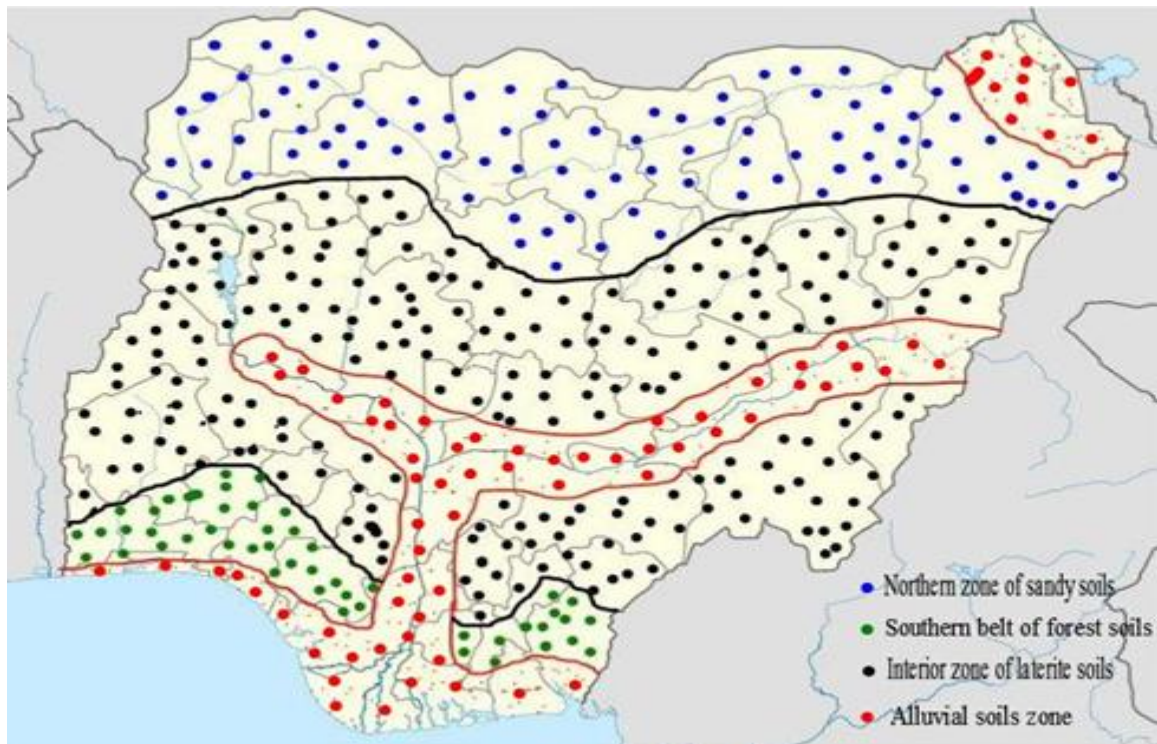 Northern zone of sandy soils
Southern belt of forest soils
Interior zone of laterite soils
Alluvial soils zone